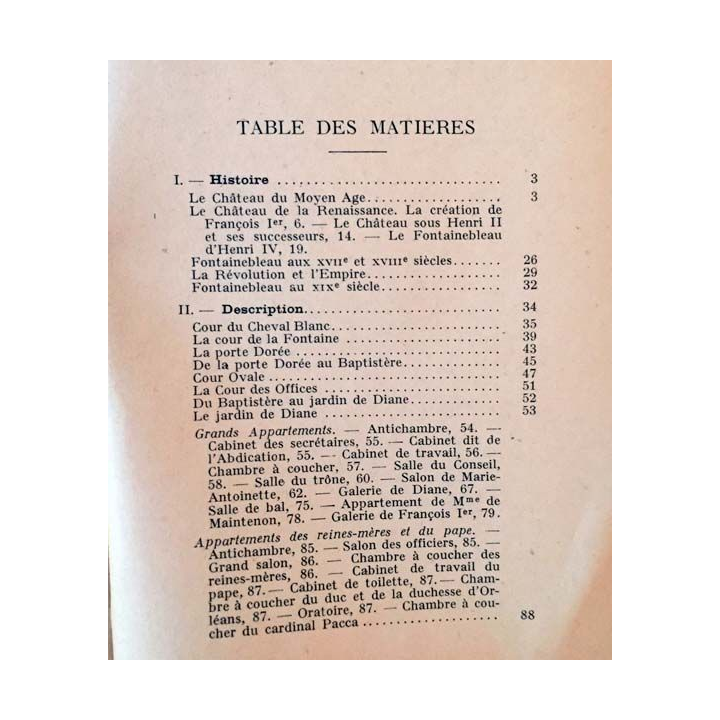 TABLE DES MATIERES
I. — Histoire ................................ 3
Le Château du Moyen Age................... 3
Le Château de la Renaissance. La création de
François Ier, 6. — Le Château sous Henri II
et ses successeurs, 14. — Le Fontainebleau
d'Henri IV, 19.
Fontainebleau aux XVIIe et XVIIIe siècles....... 26
La Révolution et l'Empire................... 29
Fontainebleau au XIXe siècle................. 32
II. — Description............................ 34
Cour du Cheval Blanc........................ 35
La cour de la Fontaine ....................... 39
La porte Dorée ............................. 43
De la porte Dorée au Baptistère.............. 45
Cour Ovale ................................. 47
La Cour des Offices ......................... 51
Du Baptistère au jardin de Diane............. 52
Le jardin de Diane .......................... 53
Grands Appartements. — Antichambre, 54. —
Cabinet des secrétaires, 55. — Cabinet dit de
l'Abdication, 55. — Cabinet de travail, 56.—
Chambre à coucher, 57. — Salle du Conseil,
58. — Salle du trône, 60. — Salon de Marie-
Antoinette, 62. — Galerie de Diane, 67. —
Salle de bal, 75. — Appartement de Mme de
Maintenon, 78. — Galerie de François Ier, 79.
Appartements des reines-mères et du pape. —
Antichambre, 85. — Salon des officiers, 85. —
Grand salon, 86. — Chambre à coucher des
reines-mères, 86. — Cabinet de travail du
pape, 87.— Cabinet de toilette, 87.— Cham-
bre à coucher du duc et de la duchesse d'Or-
léans, 87. — Oratoire, 87. — Chambre à cou-
cher du cardinal Pacca .................... 88